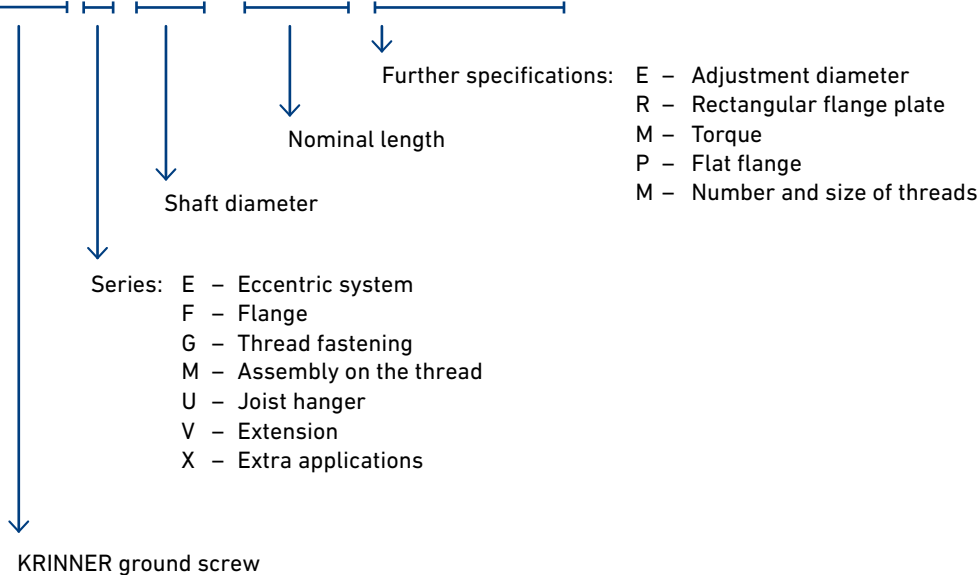 Further specifications: E – Adjustment diameter
R – Rectangular flange plate
M – Torque
P – Flat flange
M – Number and size of threads
Nominal length
Shaft diameter
Series: E – Eccentric system
F – Flange
G – Thread fastening
M – Assembly on the thread
U – Joist hanger
V – Extension
X – Extra applications
KRINNER ground screw